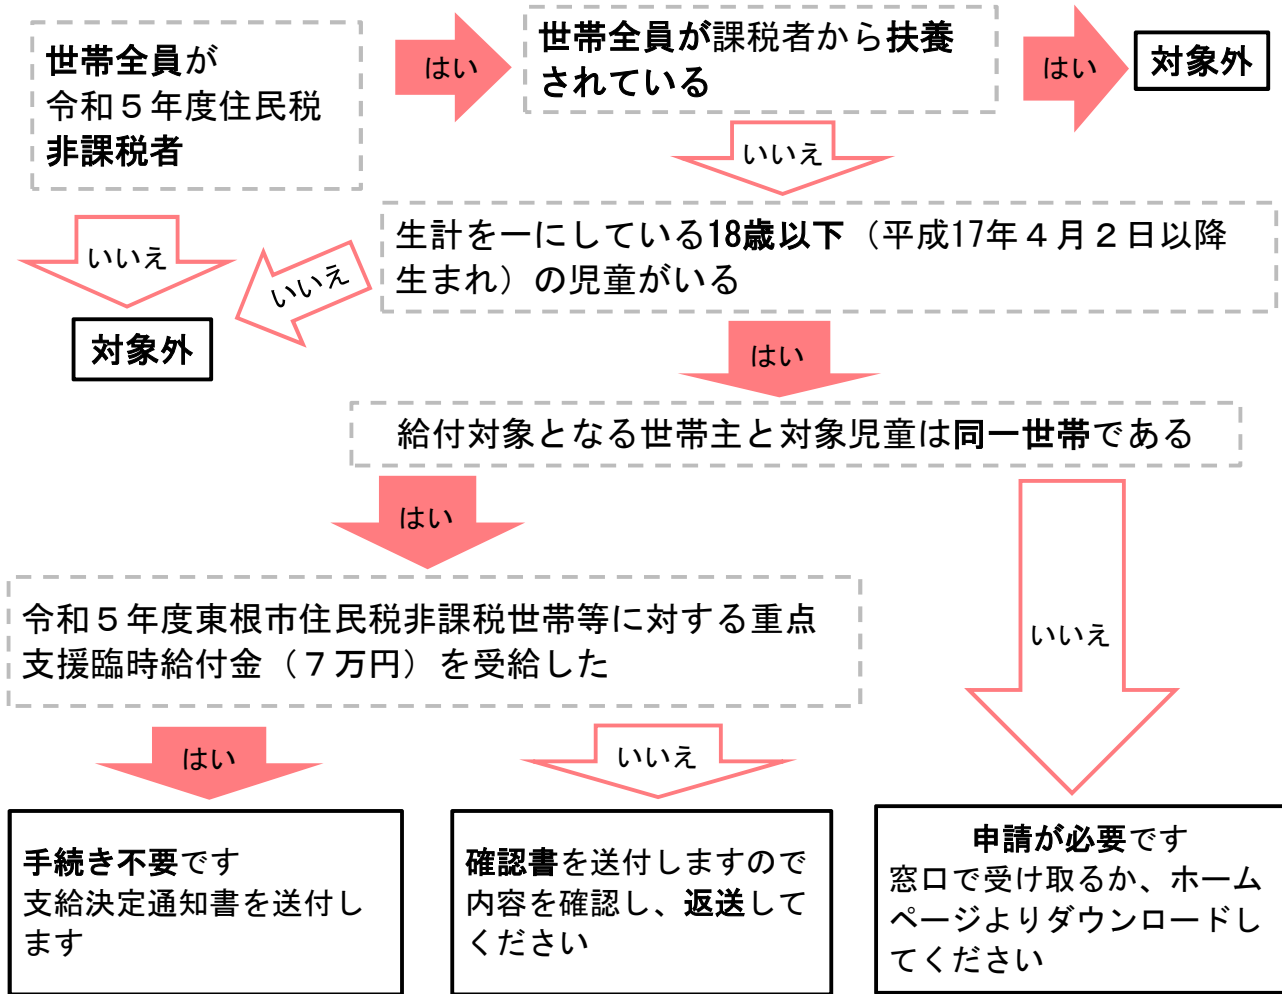 世帯全員が
令和５年度住民税
非課税者
はい
世帯全員が課税者から扶養
されている
はい
対象外
いいえ
いいえ
生計を一にしている18歳以下（平成17年４月２日以降
生まれ）の児童がいる
いいえ
対象外
はい
給付対象となる世帯主と対象児童は同一世帯である
はい
いいえ
令和５年度東根市住民税非課税世帯等に対する重点
支援臨時給付金（７万円）を受給した
はい
いいえ
手続き不要です
支給決定通知書を送付し
ます
確認書を送付しますので
内容を確認し、返送して
ください
申請が必要です
窓口で受け取るか、ホーム
ページよりダウンロードし
てください